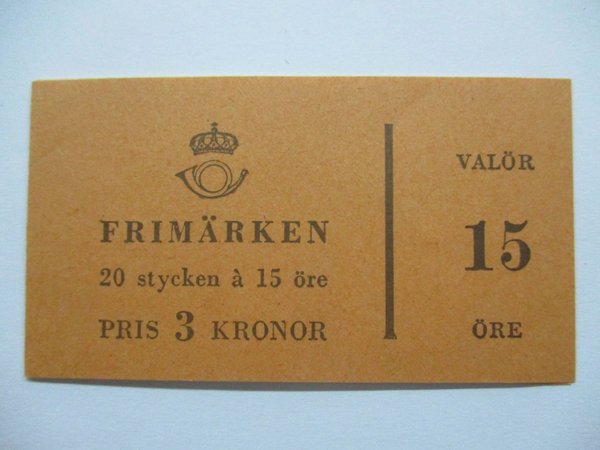 FRIMÄRKEN
20 stycken à 15 öre
PRIS 3 KRONOR
VALÖR
15
ÖRE